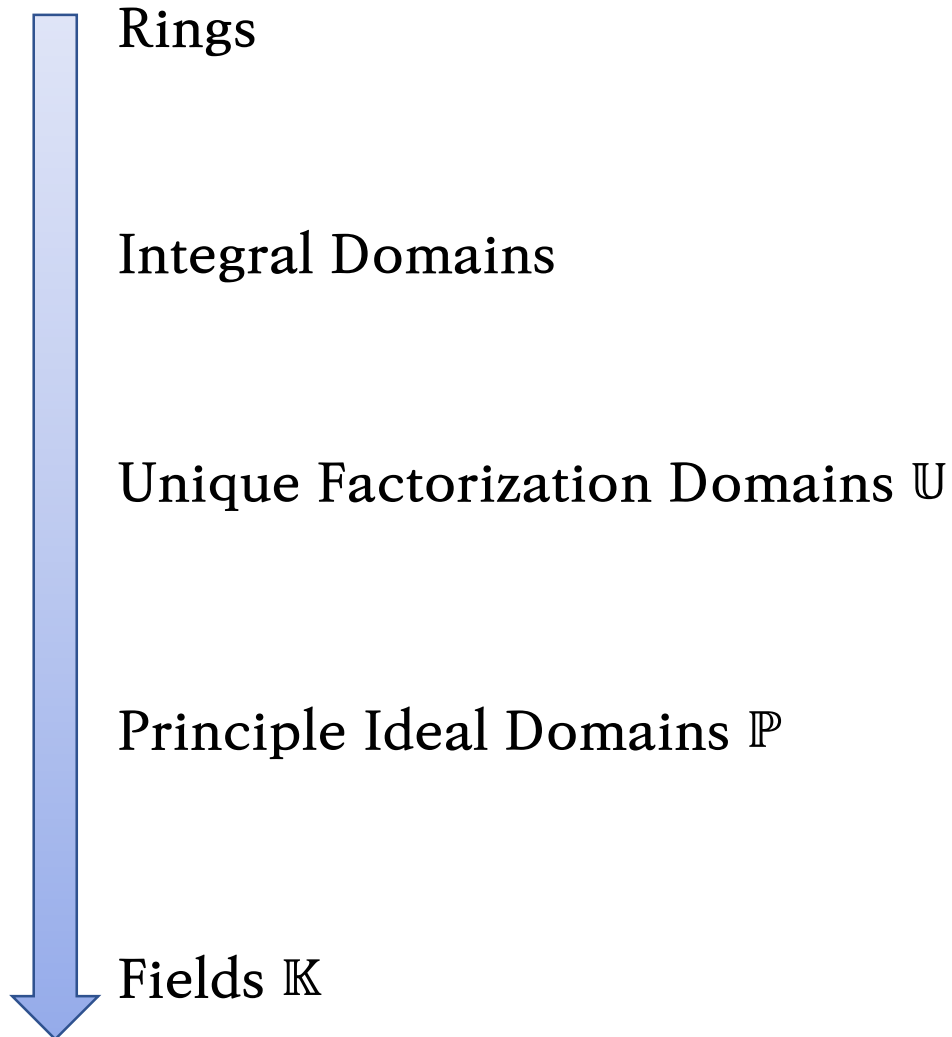 Rings
Integral Domains
Unique Factorization Domains 𝕌
Principle Ideal Domains ℙ
Fields 𝕂